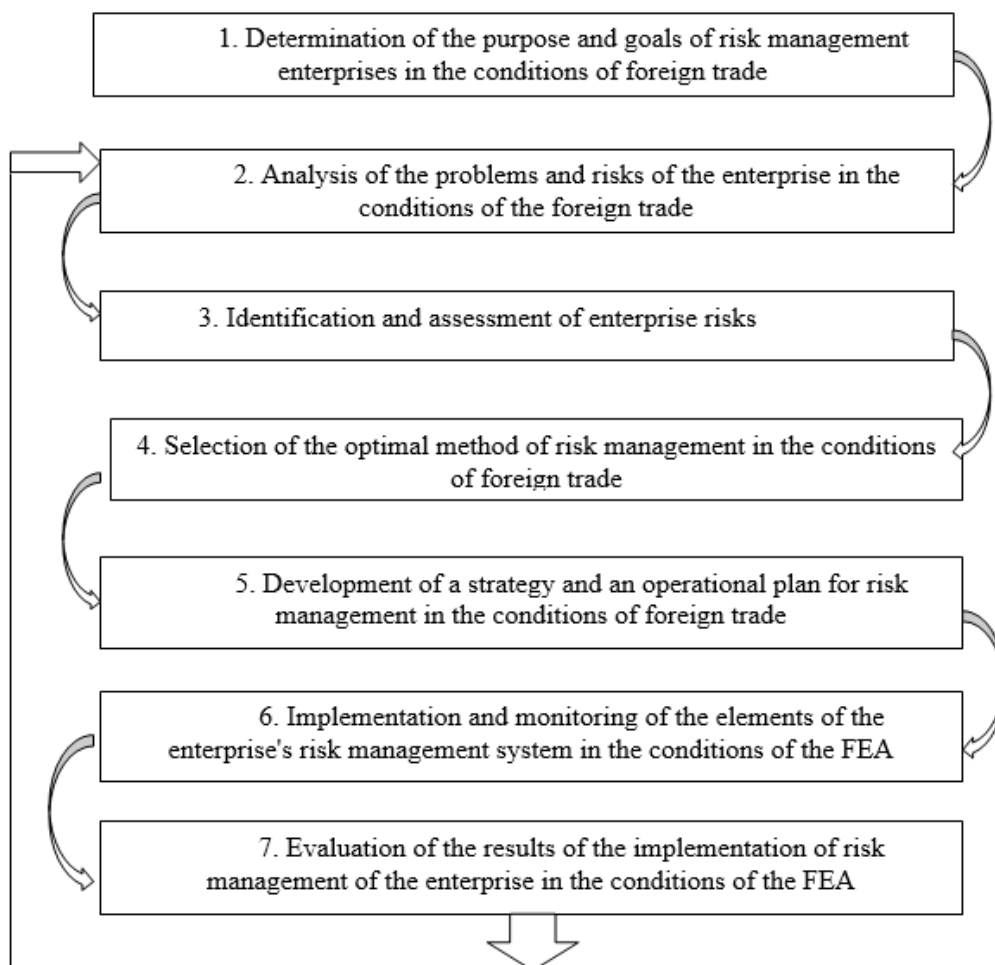 1. Determination of the purpose and goals of risk management
enterprises in the conditions of foreign trade
2. Analysis of the problems and risks of the enterprise in the
conditions of the foreign trade
3. Identification and assessment of enterprise risks
4. Selection of the optimal method of risk management in the conditions
of foreign trade
5. Development of a strategy and an operational plan for risk
management in the conditions of foreign trade
6. Implementation and monitoring of the elements of the
enterprise's risk management system in the conditions of the FEA
7. Evaluation of the results of the implementation of risk
management of the enterprise in the conditions of the FEA